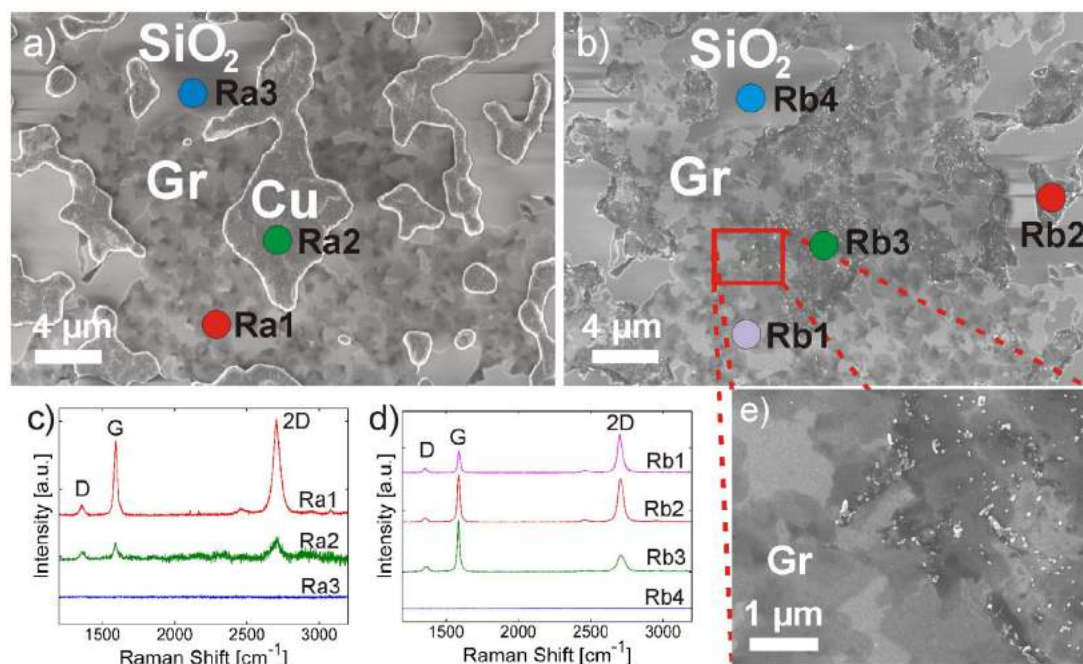 a)
SiO₂
Ra3
Gr
Cu
Ra2
4 µm
Ra1
b)
SiO₂
Rb4
Gr
Rb2
Rb3
4 µm
Rb1
c)
D
G
2D
Ra1
Ra2
Ra3
Intensity [a.u.]
1500
2000
2500
3000
Raman Shift [cm⁻¹]
d)
D
G
2D
Rb1
Rb2
Rb3
Rb4
Intensity [a.u.]
1500
2000
2500
3000
Raman Shift [cm⁻¹]
e)
Gr
1 µm